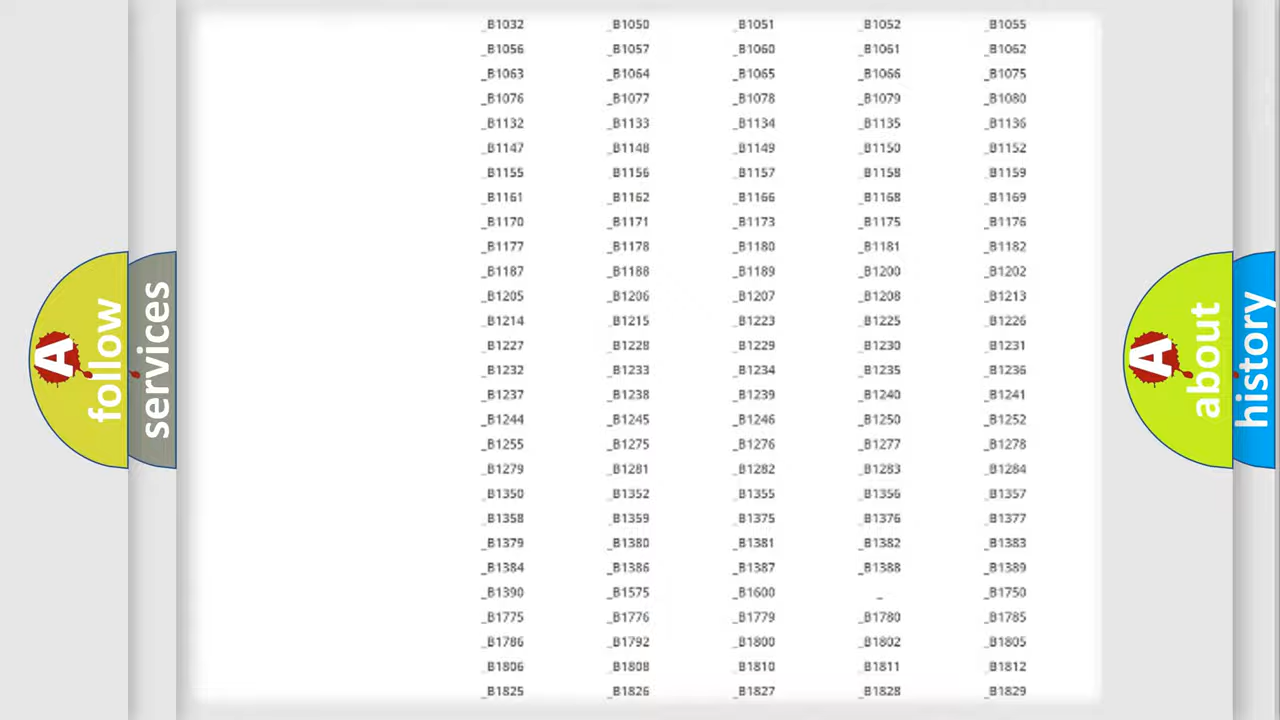 _B1032 _B1050 _B1051 _B1052 _B1055
_B1056 _B1057 _B1060 _B1061 _B1062
_B1063 _B1064 _B1065 _B1066 _B1075
_B1076 _B1077 _B1078 _B1079 _B1080
_B1132 _B1133 _B1134 _B1135 _B1136
_B1147 _B1148 _B1149 _B1150 _B1152
_B1155 _B1156 _B1157 _B1158 _B1159
_B1161 _B1162 _B1166 _B1168 _B1169
_B1170 _B1171 _B1173 _B1175 _B1176
_B1177 _B1178 _B1180 _B1181 _B1182
_B1187 _B1188 _B1189 _B1200 _B1202
_B1205 _B1206 _B1207 _B1208 _B1213
_B1214 _B1215 _B1223 _B1225 _B1226
_B1227 _B1228 _B1229 _B1230 _B1231
_B1232 _B1233 _B1234 _B1235 _B1236
_B1237 _B1238 _B1239 _B1240 _B1241
_B1244 _B1245 _B1246 _B1250 _B1252
_B1255 _B1275 _B1276 _B1277 _B1278
_B1279 _B1281 _B1282 _B1283 _B1284
_B1350 _B1352 _B1355 _B1356 _B1357
_B1358 _B1359 _B1375 _B1376 _B1377
_B1379 _B1380 _B1381 _B1382 _B1383
_B1384 _B1386 _B1387 _B1388 _B1389
_B1390 _B1575 _B1600 _ _B1750
_B1775 _B1776 _B1779 _B1780 _B1785
_B1786 _B1792 _B1800 _B1802 _B1805
_B1806 _B1808 _B1810 _B1811 _B1812
_B1825 _B1826 _B1827 _B1828 _B1829
A
follow
services
A
about
history